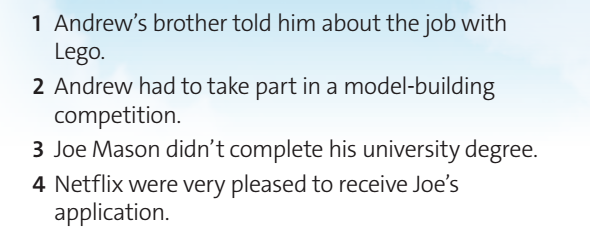 1 Andrew’s brother told him about the job with
Lego.
2 Andrew had to take part in a model-building
competition.
3 Joe Mason didn’t complete his university degree.
4 Netflix were very pleased to receive Joe’s
application.